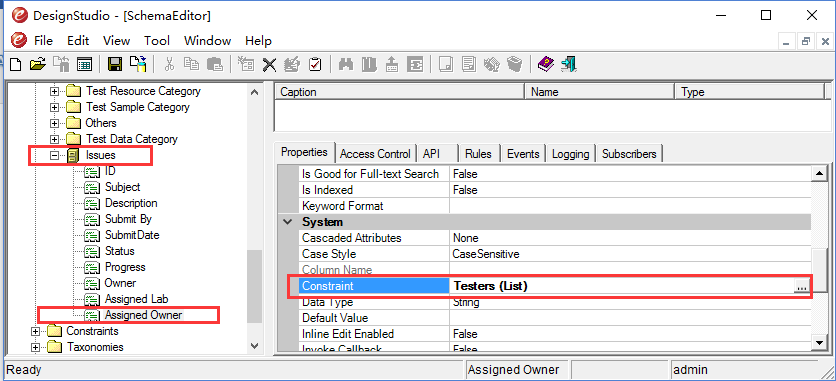 DesignStudio - [SchemaEditor]
File Edit View Tool Window Help
Test Resource Category
Test Sample Category
Others
Test Data Category
Issues
ID
Subject
Description
Submit By
SubmitDate
Status
Progress
Owner
Assigned Lab
Assigned Owner
Constraints
Taxonomies
Caption Name Type
Properties Access Control API Rules Events Logging Subscribers
Is Good for Full-text Search False
Is Indexed False
Keyword Format
System
Cascaded Attributes None
Case Style CaseSensitive
Column Name
Constraint Testers (List) ...
Data Type String
Default Value
Inline Edit Enabled False
Invoke Callback False
Ready Assigned Owner admin